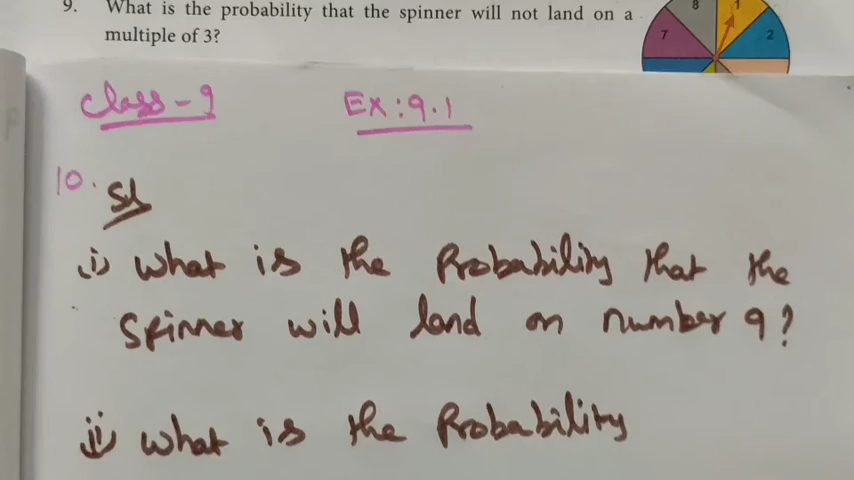 9. What is the probability that the spinner will not land on a
multiple of 3?
8
1
7
2
Class-9
Ex:9.1
10.
Sol
i) What is the Probability that the
Spinner will land on number 9?
ii) What is the Probability